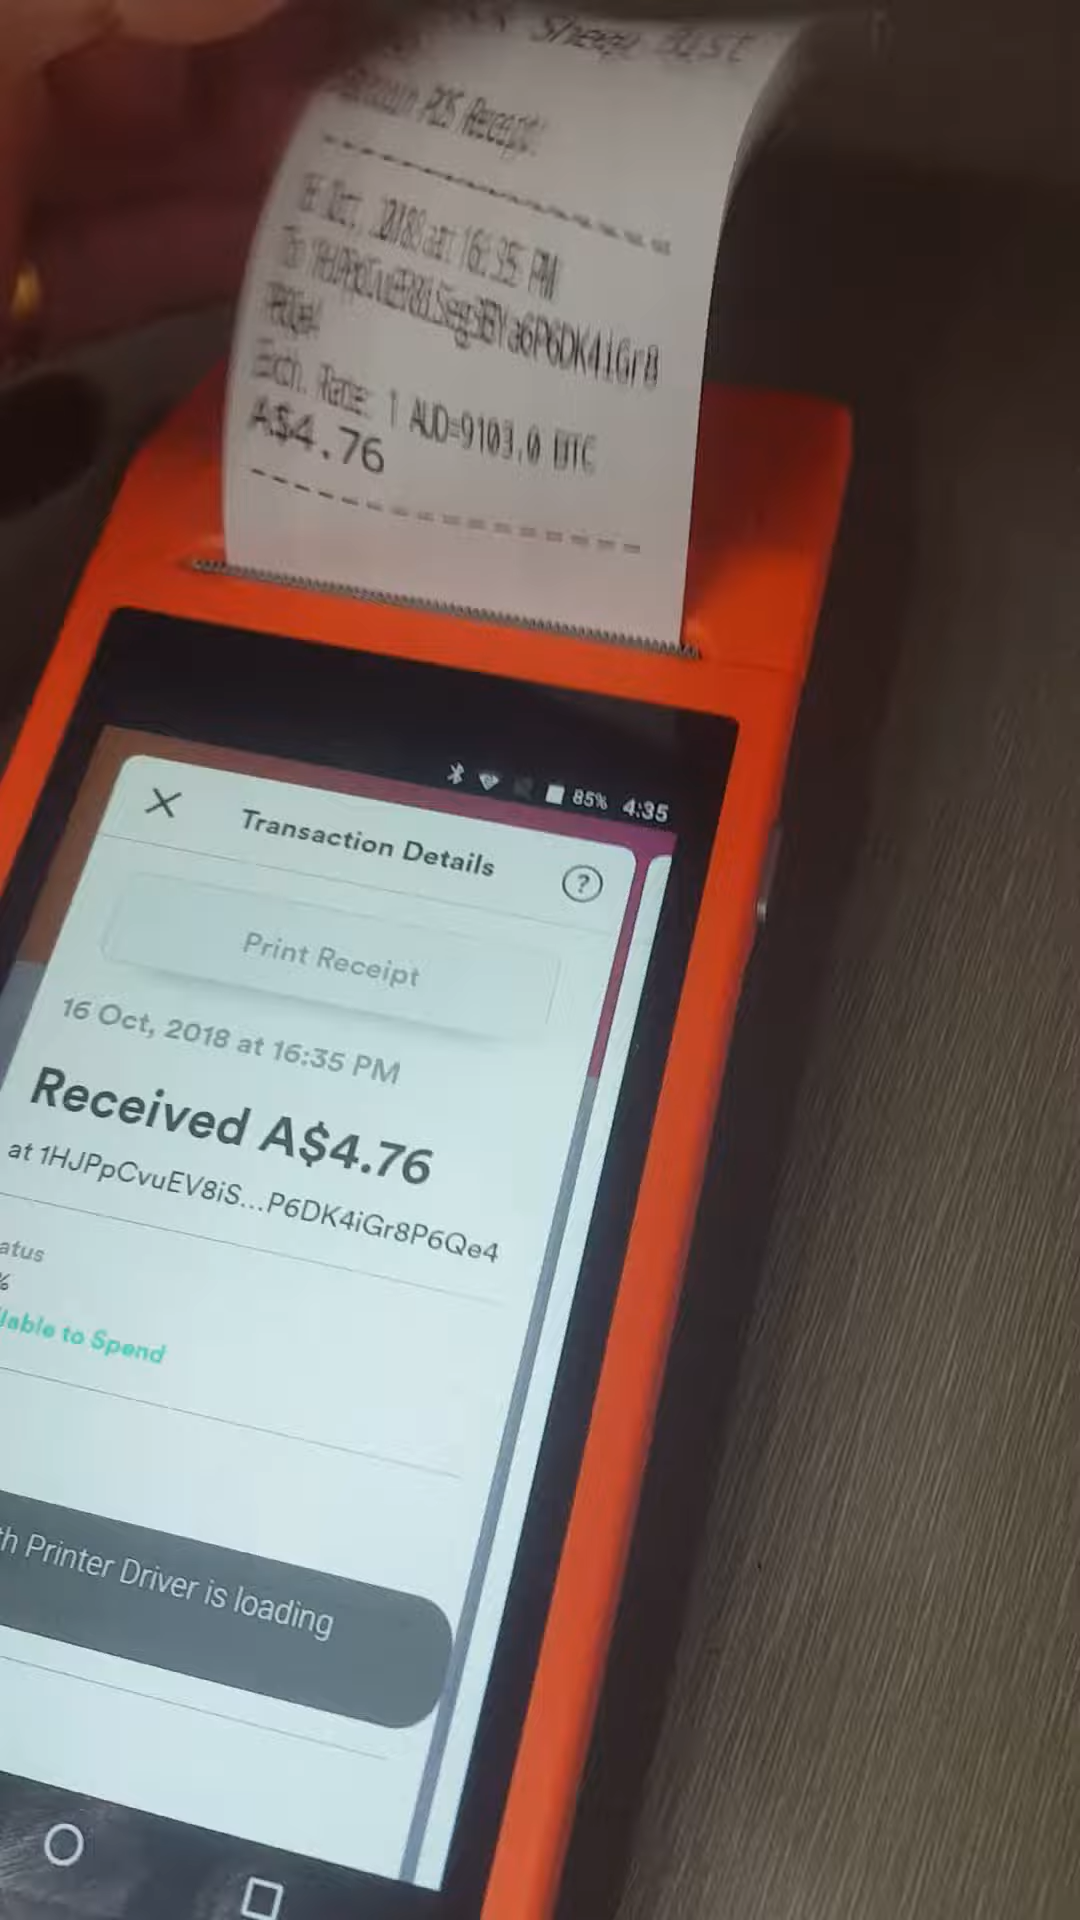 POS Receipt
Oct, 2018 at 16:35 PM
To
Exch. Rate: 1 AUD=9103.0 BTC
A$4.76
85% 4:35
Transaction Details
?
Print Receipt
16 Oct, 2018 at 16:35 PM
Received A$4.76
at 1HJPpCvuEV8iS...P6DK4iGr8P6Qe4
atus
%
lable to Spend
th Printer Driver is loading